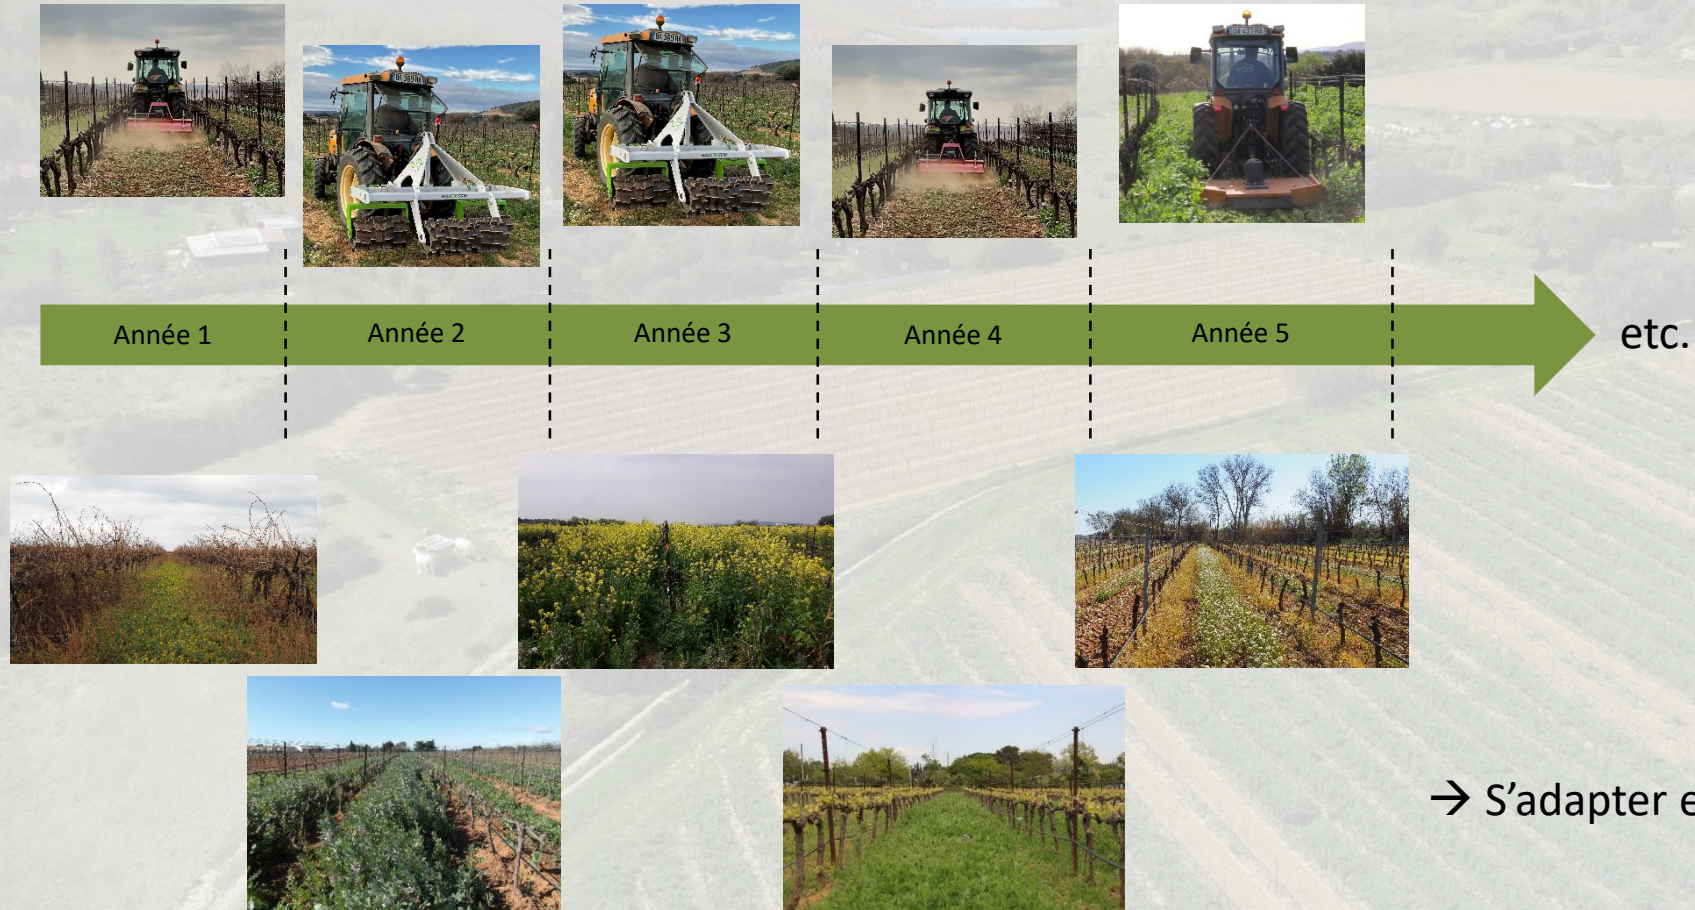 Année 1
Année 2
Année 3
Année 4
Année 5
etc.
→ S’adapter e